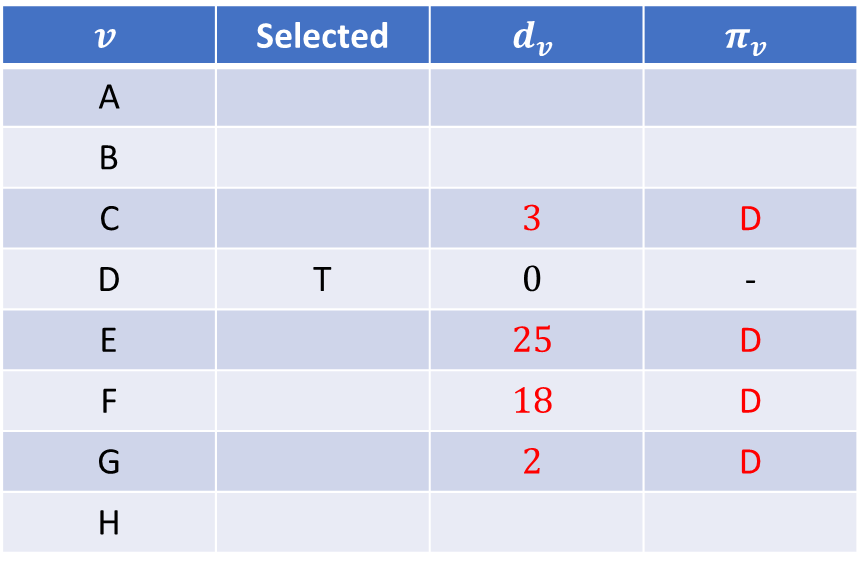 v Selected d_v π_v
A
B
C 3 D
D T 0 -
E 25 D
F 18 D
G 2 D
H